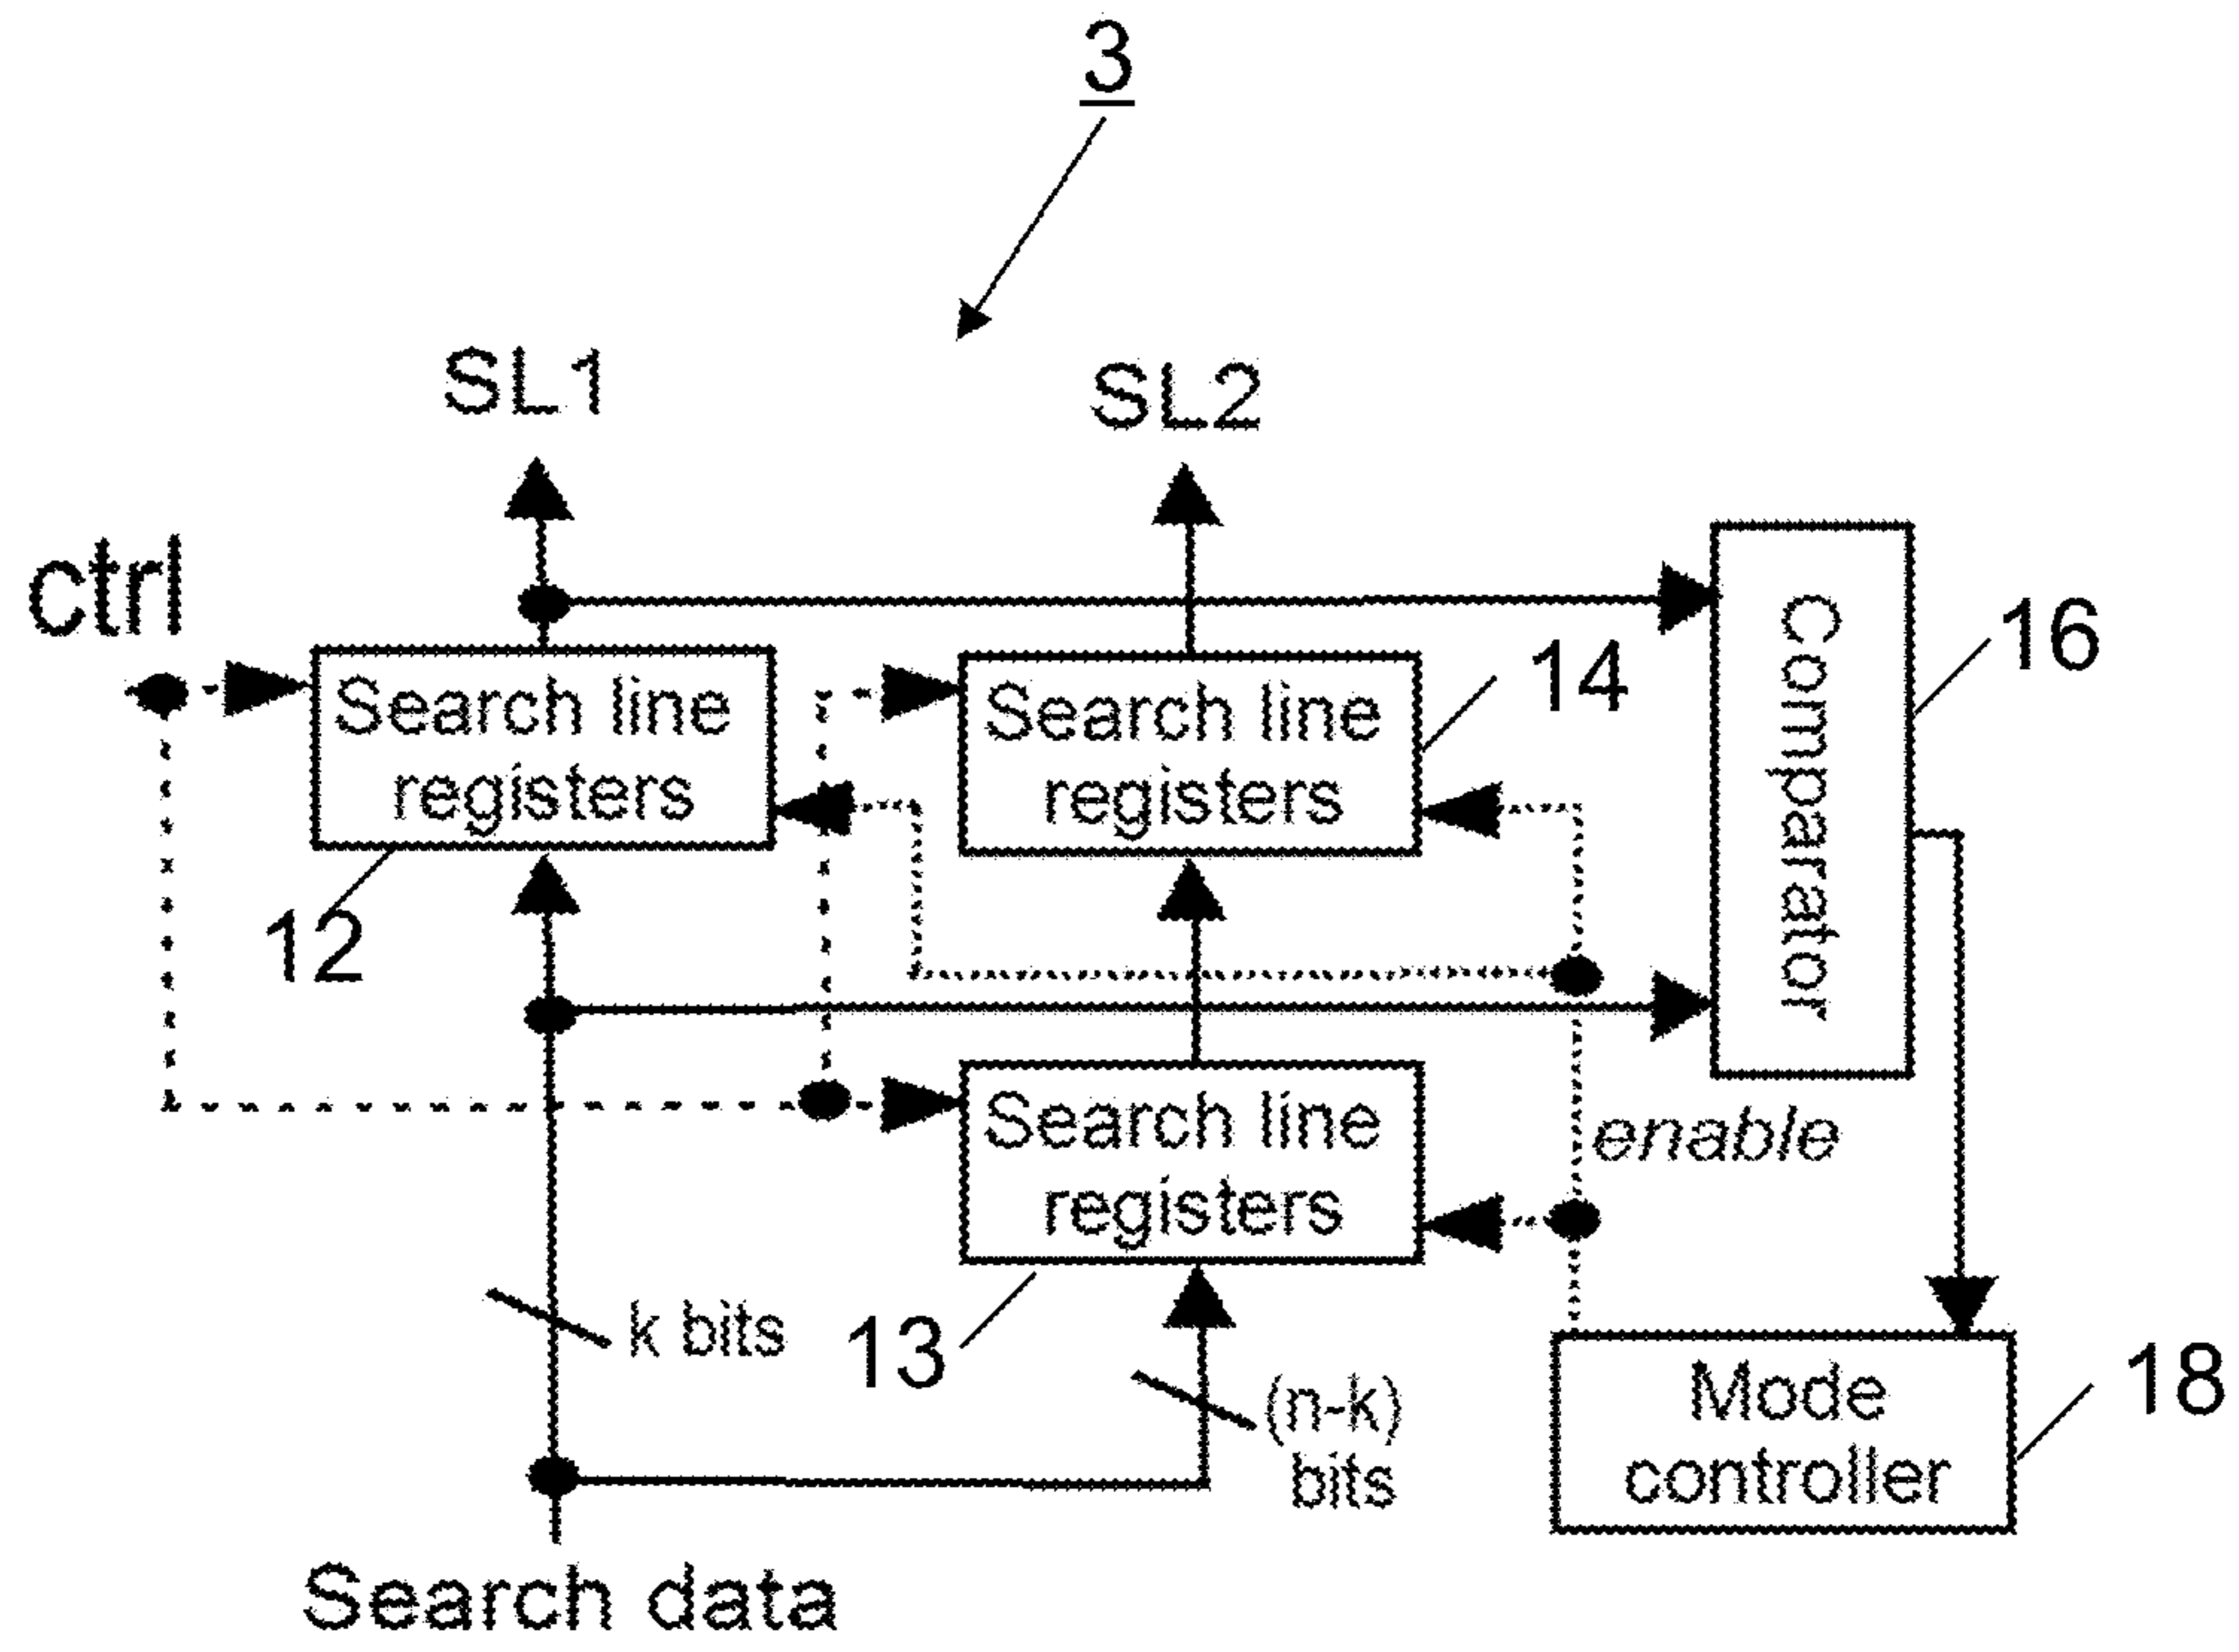 3
SL1
SL2
ctrl
Search line
registers
12
Search line
registers
14
Comparator
16
Search line
registers
13
enable
k bits
(n-k)
bits
Mode
controller
18
Search data